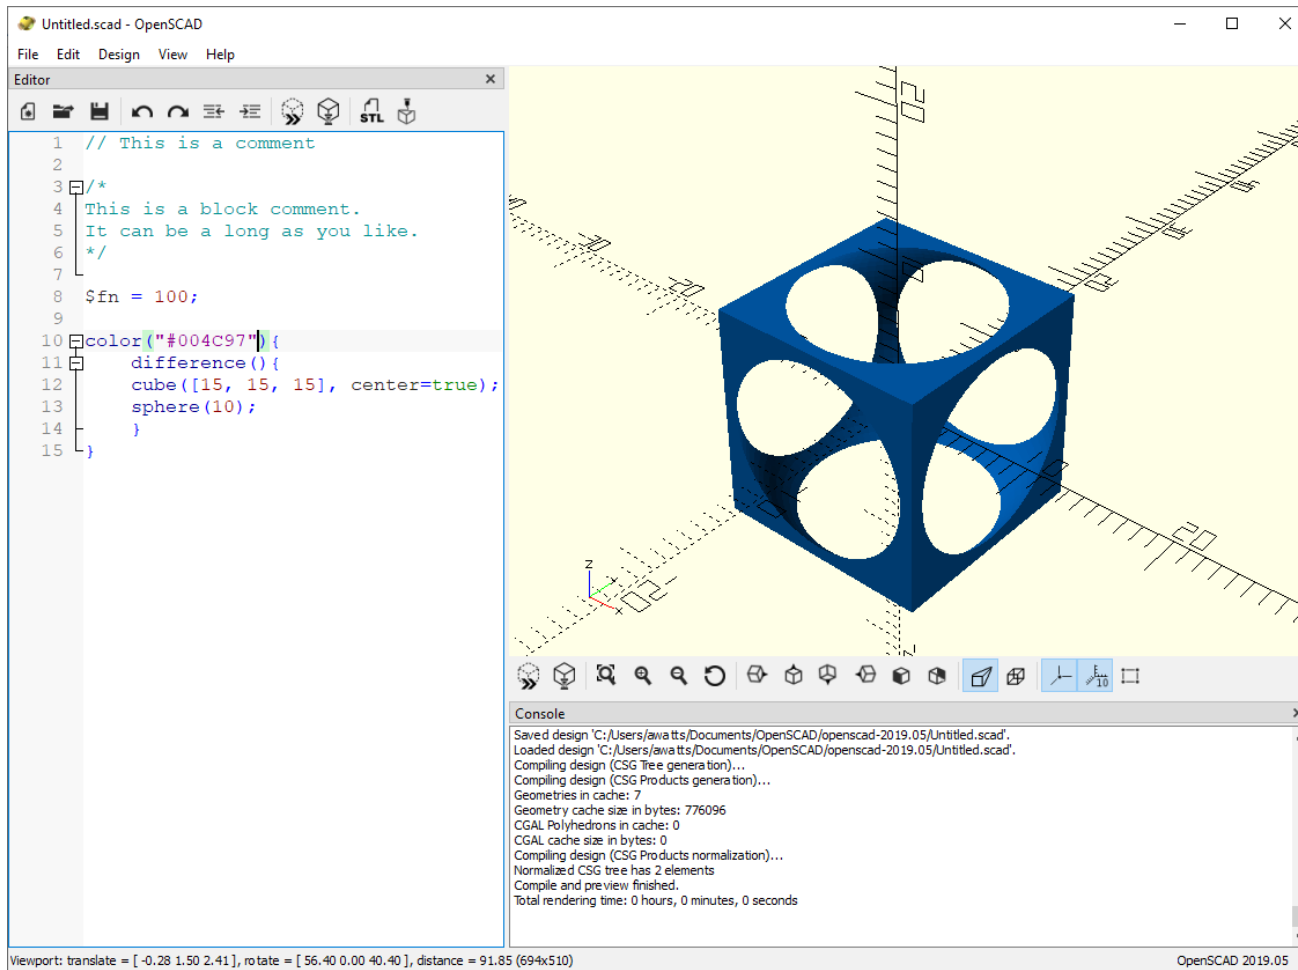 Untitled.scad - OpenSCAD
File Edit Design View Help
Editor
STL
1 // This is a comment
2
3 /*
4 This is a block comment.
5 It can be a long as you like.
6 */
7
8 $fn = 100;
9
10 color("#004C97"){
11 difference(){
12 cube([15, 15, 15], center=true);
13 sphere(10);
14 }
15 }
20
20
20
20
z
x
10
Console
Saved design 'C:/Users/awatts/Documents/OpenSCAD/openscad-2019.05/Untitled.scad'.
Loaded design 'C:/Users/awatts/Documents/OpenSCAD/openscad-2019.05/Untitled.scad'.
Compiling design (CSG Tree generation)...
Compiling design (CSG Products generation)...
Geometries in cache: 7
Geometry cache size in bytes: 776096
CGAL Polyhedrons in cache: 0
CGAL cache size in bytes: 0
Compiling design (CSG Products normalization)...
Normalized CSG tree has 2 elements
Compile and preview finished.
Total rendering time: 0 hours, 0 minutes, 0 seconds
Viewport: translate = [ -0.28 1.50 2.41 ], rotate = [ 56.40 0.00 40.40 ], distance = 91.85 (694x510)
OpenSCAD 2019.05